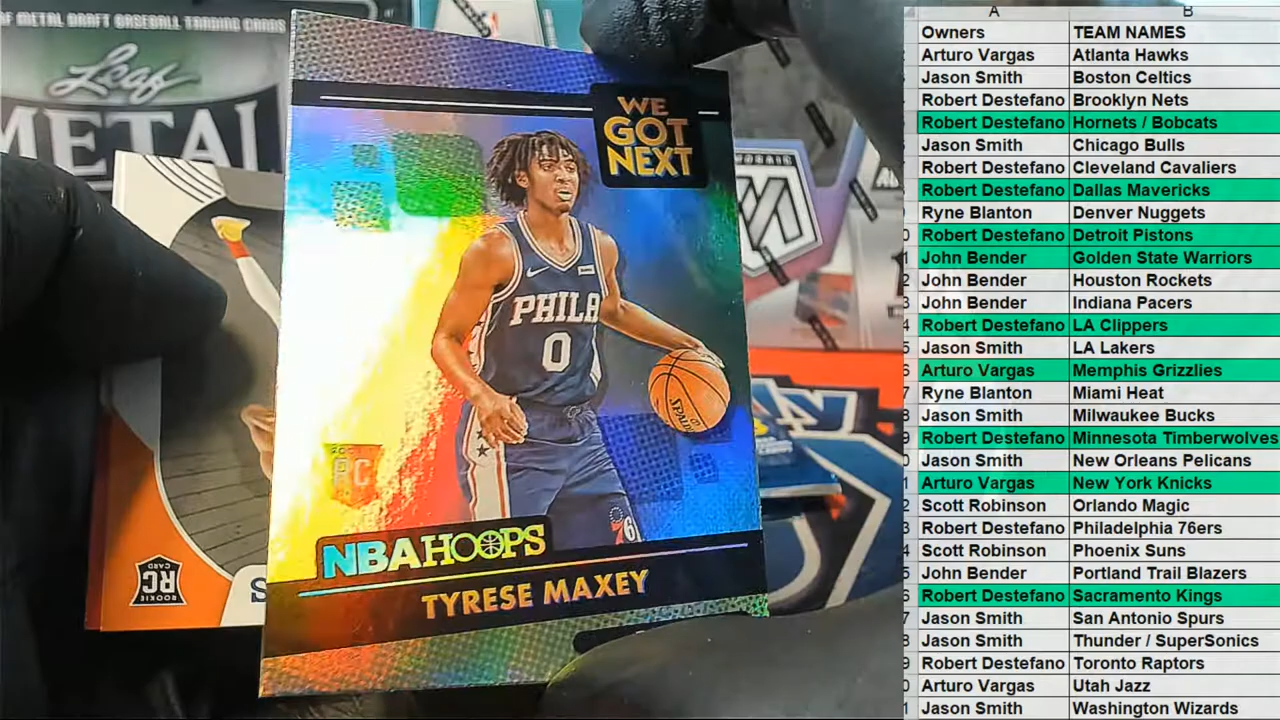 OF METAL DRAFT BASEBALL TRADING CARDS
Leaf
METAL
WE
GOT
NEXT
PHILA
0
SPALDING
RC
76
NBA HOOPS
TYRESE MAXEY
ROOKIE
CARD
RC
MOSAIC
A B
Owners TEAM NAMES
Arturo Vargas Atlanta Hawks
Jason Smith Boston Celtics
Robert Destefano Brooklyn Nets
Robert Destefano Hornets / Bobcats
Jason Smith Chicago Bulls
Robert Destefano Cleveland Cavaliers
Robert Destefano Dallas Mavericks
Ryne Blanton Denver Nuggets
Robert Destefano Detroit Pistons
John Bender Golden State Warriors
John Bender Houston Rockets
John Bender Indiana Pacers
Robert Destefano LA Clippers
Jason Smith LA Lakers
Arturo Vargas Memphis Grizzlies
Ryne Blanton Miami Heat
Jason Smith Milwaukee Bucks
Robert Destefano Minnesota Timberwolves
Jason Smith New Orleans Pelicans
Arturo Vargas New York Knicks
Scott Robinson Orlando Magic
Robert Destefano Philadelphia 76ers
Scott Robinson Phoenix Suns
John Bender Portland Trail Blazers
Robert Destefano Sacramento Kings
Jason Smith San Antonio Spurs
Jason Smith Thunder / SuperSonics
Robert Destefano Toronto Raptors
Arturo Vargas Utah Jazz
Jason Smith Washington Wizards